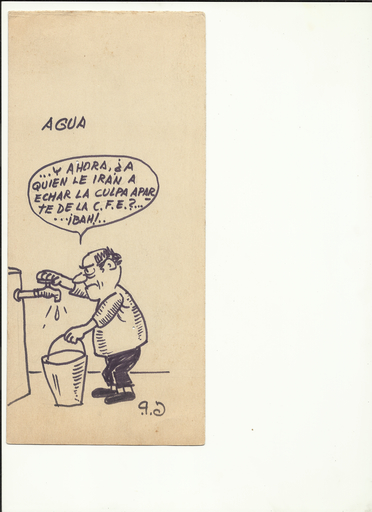 AGUA
...Y AHORA, ¿A
QUIEN LE IRAN A
ECHAR LA CULPA APAR-
TE DE LA C.F.E.?...
...¡BAH!..